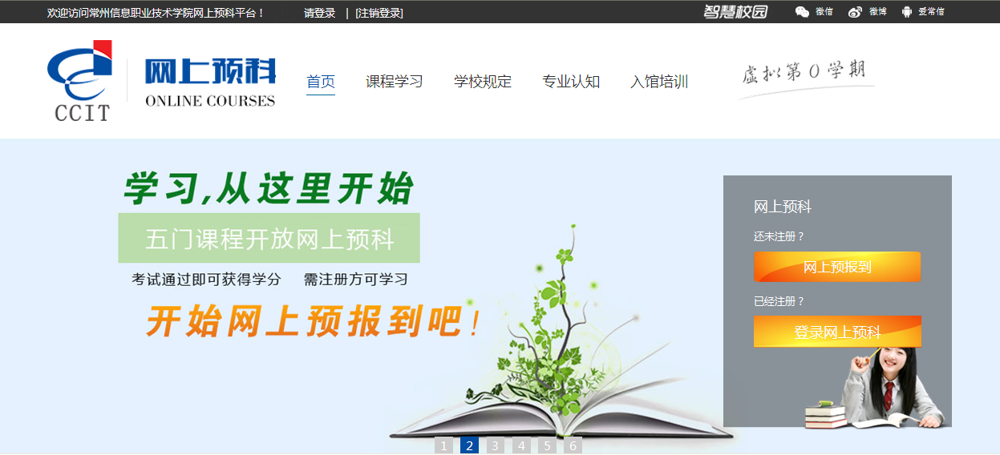 欢迎访问常州信息职业技术学院网上预科平台！ 请登录 | [注销登录] 智慧校园 微信 微博 爱常信
CCIT
网上预科
ONLINE COURSES
首页 课程学习 学校规定 专业认知 入馆培训
虚拟第0学期
学习,从这里开始
五门课程开放网上预科
考试通过即可获得学分 需注册方可学习
开始网上预报到吧!
网上预科
还未注册？
网上预报到
已经注册？
登录网上预科
1 2 3 4 5 6